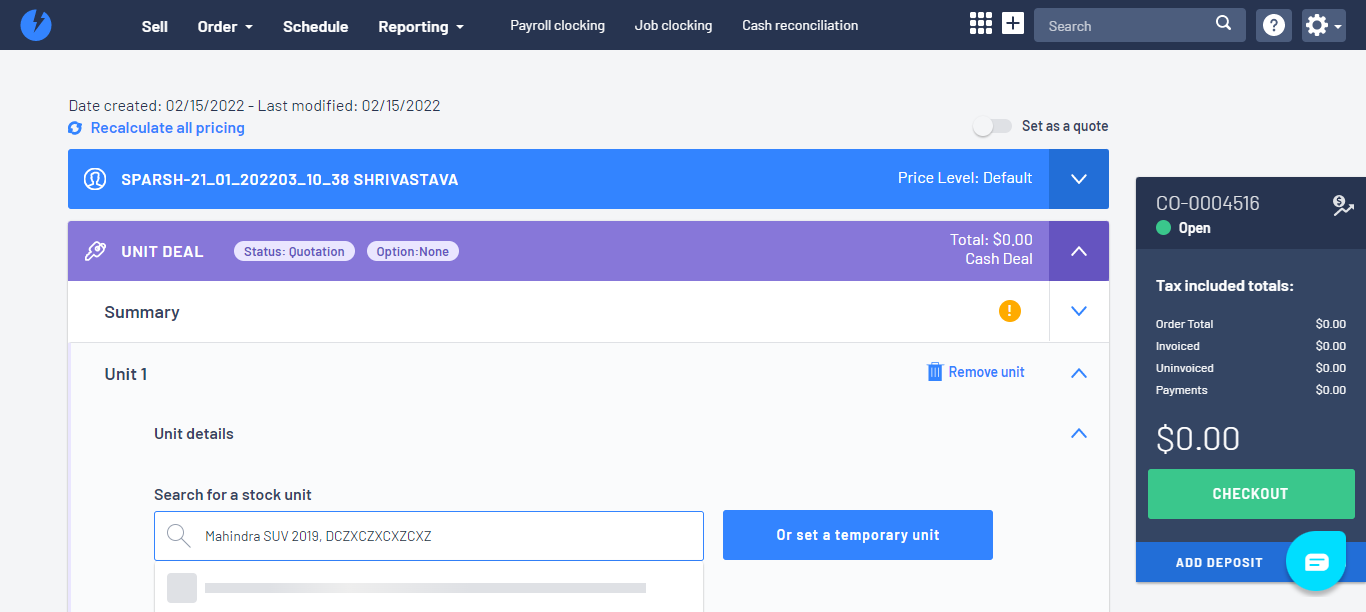 Sell Order Schedule Reporting Payroll clocking Job clocking Cash reconciliation Search ?
Date created: 02/15/2022 - Last modified: 02/15/2022
Recalculate all pricing
Set as a quote
SPARSH-21_01_202203_10_38 SHRIVASTAVA Price Level: Default
UNIT DEAL Status: Quotation Option:None
Total: $0.00
Cash Deal
Summary !
Unit 1 Remove unit
Unit details
Search for a stock unit
Mahindra SUV 2019, DCZXCZXCXZCXZ Or set a temporary unit
CO-0004516 $
Open
Tax included totals:
Order Total $0.00
Invoiced $0.00
Uninvoiced $0.00
Payments $0.00
$0.00
CHECKOUT
ADD DEPOSIT